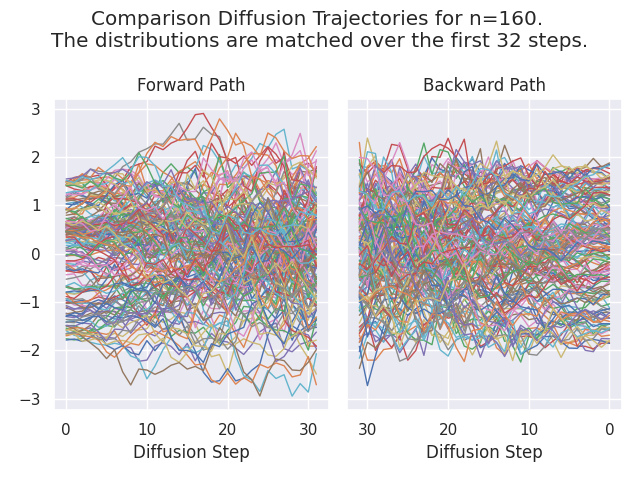 Comparison Diffusion Trajectories for n=160.
The distributions are matched over the first 32 steps.
Forward Path
Backward Path
3
2
1
0
−1
−2
−3
0 10 20 30
30 20 10 0
Diffusion Step
Diffusion Step